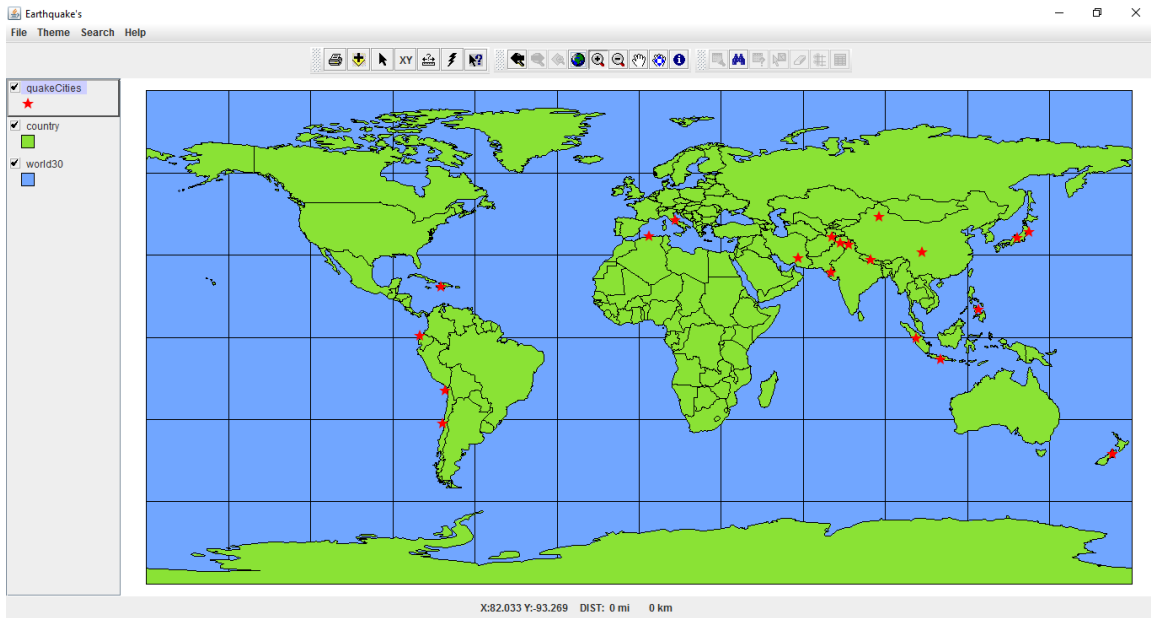 Earthquake's
File Theme Search Help
XY
quakeCities
country
world30
X:82.033 Y:-93.269 DIST: 0 mi 0 km